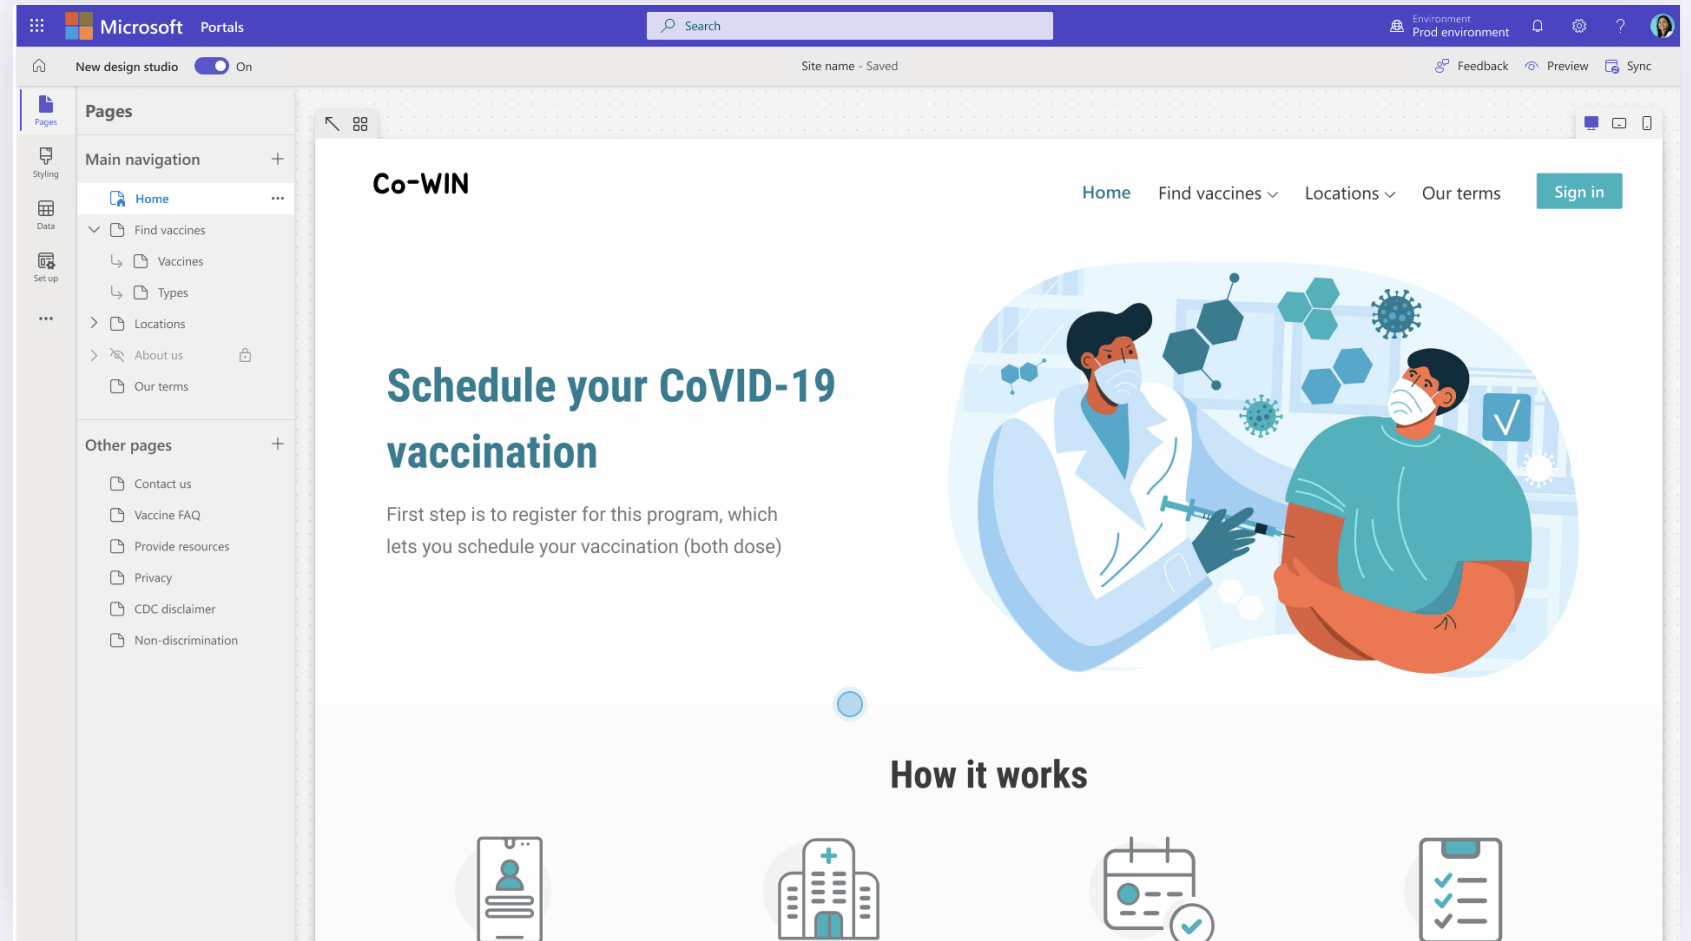 Microsoft Portals
Search
Environment
Prod environment
New design studio On
Site name - Saved
Feedback Preview Sync
Pages
Styling
Data
Set up
Pages
Main navigation
Home
Find vaccines
Vaccines
Types
Locations
About us
Our terms
Other pages
Contact us
Vaccine FAQ
Provide resources
Privacy
CDC disclaimer
Non-discrimination
Co-WIN
Home Find vaccines Locations Our terms Sign in
Schedule your CoVID-19
vaccination
First step is to register for this program, which
lets you schedule your vaccination (both dose)
How it works